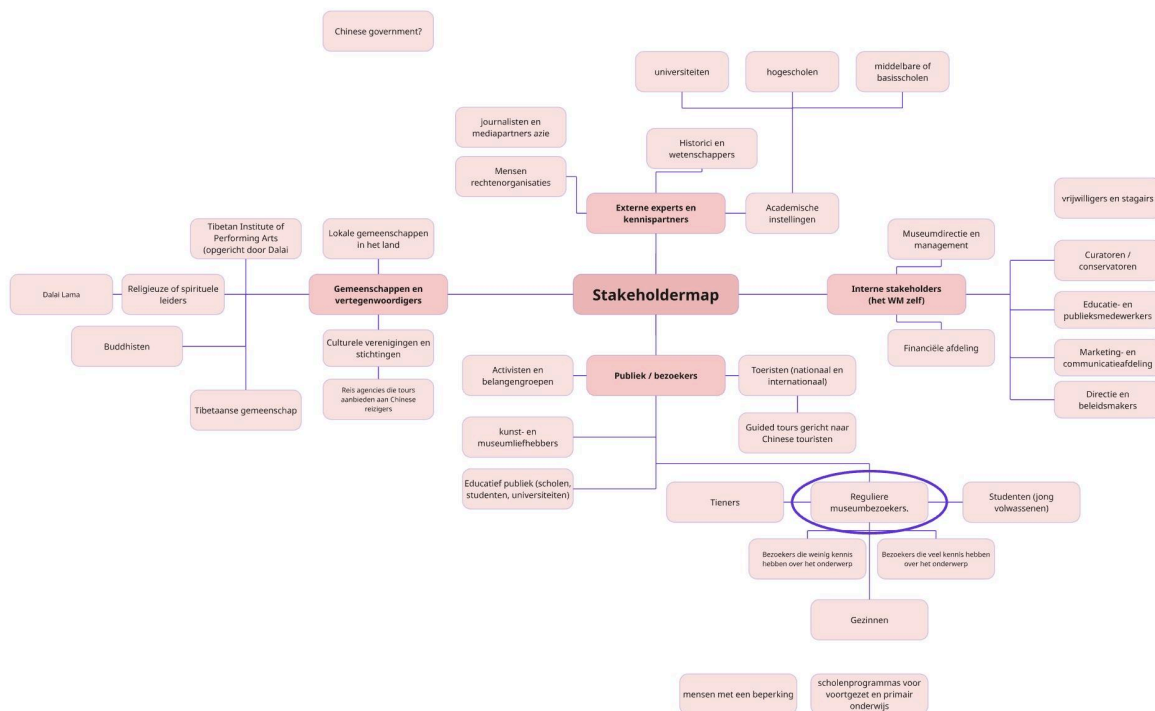 Chinese government?
universiteiten
hogescholen
middelbare of
basisscholen
journalisten en
mediapartners azie
Historici en
wetenschappers
Mensen
rechtenorganisaties
Externe experts en
kennispartners
Academische
instellingen
vrijwilligers en stagairs
Tibetan Institute of
Performing Arts
(opgericht door Dalai
Lokale gemeenschappen
in het land
Museumdirectie en
management
Curatoren /
conservatoren
Dalai Lama
Religieuze of spirituele
leiders
Gemeenschappen en
vertegenwoordigers
Stakeholdermap
Interne stakeholders
(het WM zelf)
Educatie- en
publieksmedewerkers
Buddhisten
Culturele verenigingen en
stichtingen
Financiële afdeling
Marketing- en
communicatieafdeling
Activisten en
belangengroepen
Publiek / bezoekers
Toeristen (nationaal en
internationaal)
Tibetaanse gemeenschap
Reis agencies die tours
aanbieden aan Chinese
reizigers
Directie en
beleidsmakers
kunst- en
museumliefhebbers
Guided tours gericht naar
Chinese touristen
Educatief publiek (scholen,
studenten, universiteiten)
Tieners
Reguliere
museumbezoekers.
Studenten (jong
volwassenen)
Bezoekers die weinig kennis
hebben over het onderwerp
Bezoekers die veel kennis hebben
over het onderwerp
Gezinnen
mensen met een beperking
scholenprogrammas voor
voortgezet en primair
onderwijs